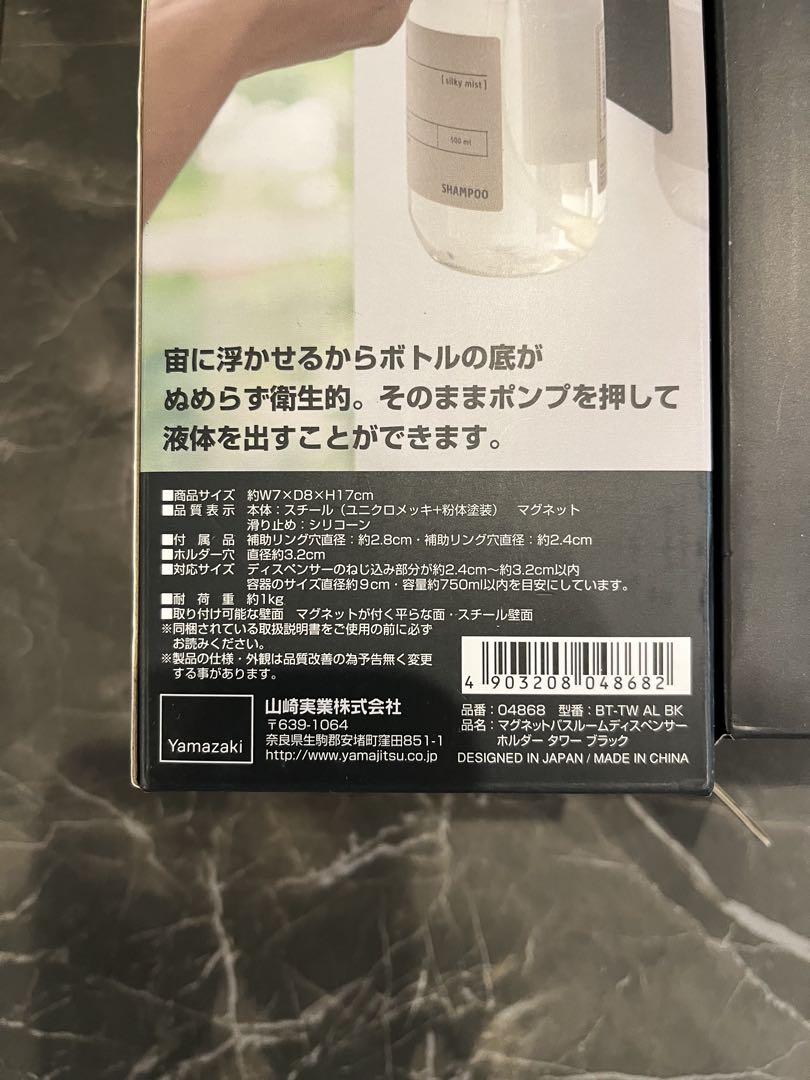 [silky mist]
500 ml
SHAMPOO
宙に浮かせるからボトルの底が
ぬめらず衛生的。そのままポンプを押して
液体を出すことができます。
■商品サイズ 約W7×D8×H17cm
■品質表示 本体:スチール(ユニクロメッキ+粉体塗装) マグネット
滑り止め:シリコーン
■付属品 補助リング穴直径:約2.8cm・補助リング穴直径:約2.4cm
■ホルダー穴 直径約3.2cm
■対応サイズ ディスペンサーのねじ込み部分が約2.4cm〜約3.2cm以内
容器のサイズ直径約9cm・容量約750ml以内を目安にしています。
■耐荷重 約1kg
■取り付け可能な壁面 マグネットが付く平らな面・スチール壁面
※同梱されている取扱説明書をご使用の前に必ず
お読みください。
※製品の仕様・外観は品質改善の為予告無く変更
する事があります。
4 903208 048682
Yamazaki
山崎実業株式会社
〒639-1064
奈良県生駒郡安堵町窪田851-1
http://www.yamajitsu.co.jp
品番:04868 型番:BT-TW AL BK
品名:マグネットバスルームディスペンサー
ホルダー タワー ブラック
DESIGNED IN JAPAN / MADE IN CHINA